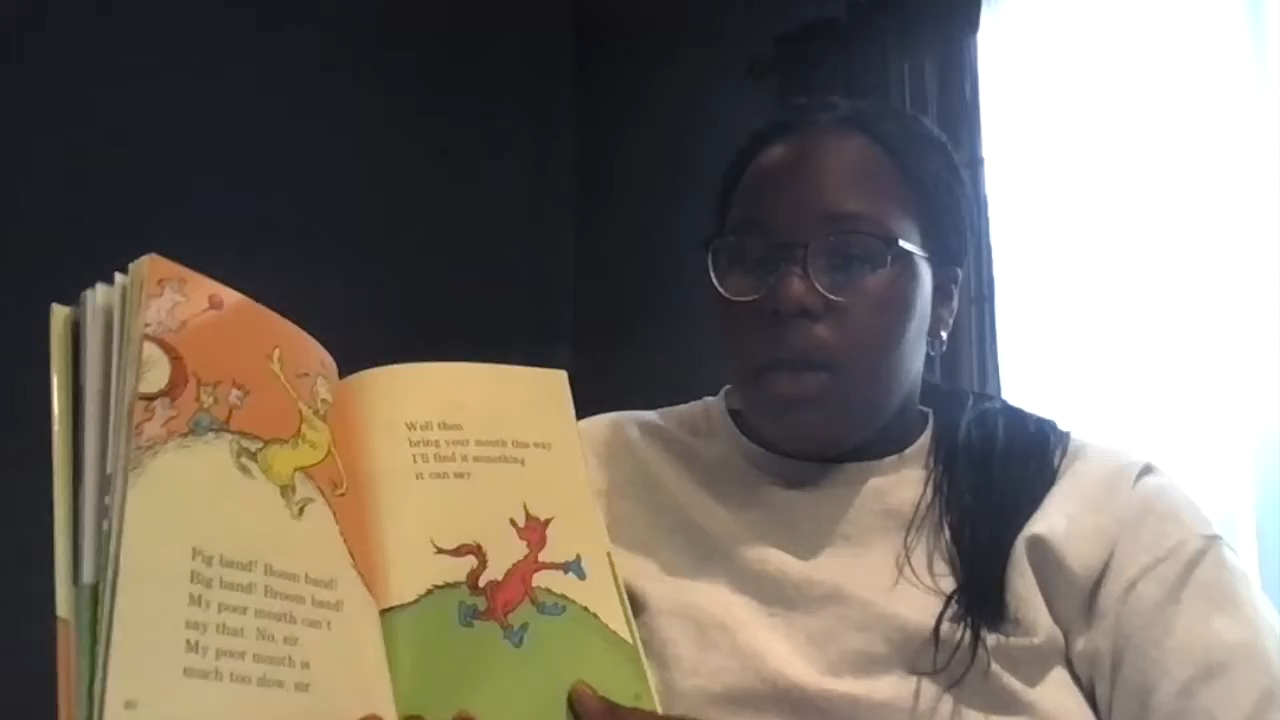 Pig band! Boom band!
Big band! Broom band!
My poor mouth can't
say that. No, sir.
My poor mouth is
much too slow, sir
Well then
bring your mouth this way.
I'll find it something
it can say.